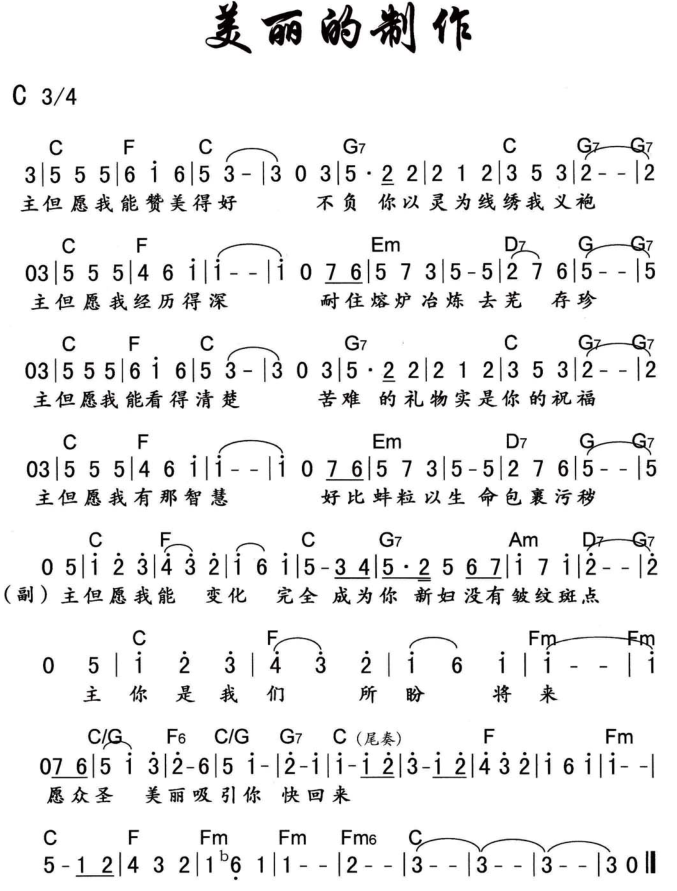 美丽的制作
C 3/4
C F C G7 C G7 G7
3|5 5 5|6 i 6|5 3-|3 0 3|5·2 2|2 1 2|3 5 3|2--|2
主但愿我能赞美得好 不负 你以灵为线绣我义袍
C F Em D7 G G7
03|5 5 5|4 6 i||i--|i 0 7 6|5 7 3|5-5|2 7 6|5--|5
主但愿我经历得深 耐住熔炉冶炼去芜 存珍
C F C G7 C G7 G7
03|5 5 5|6 i 6|5 3-|3 0 3|5·2 2|2 1 2|3 5 3|2--|2
主但愿我能看得清楚 苦难 的礼物实是你的祝福
C F Em D7 G G7
03|5 5 5|4 6 i||i--|i 0 7 6|5 7 3|5-5|2 7 6|5--|5
主但愿我有那智慧 好比蚌粒以生命包裹污秽
C F C G7 Am D7 G7
0 5|i 2 3|4 3 2|i 6 i|5-3 4|5·2 5 6 7|i 7 i|2--|2
(副) 主但愿我能 变化 完全 成为你 新妇没有皱纹斑点
C F Fm Fm
0 5|i 2 3|4 3 2|i 6 i|i--|i
主 你 是 我 们 所 盼 将 来
C/G F6 C/G G7 C (尾奏) F Fm
07 6|5 i 3|2-6|5 i-|2-i|i-i 2|3-i 2|4 3 2|i 6 i|i--|
愿众圣 美丽吸引你 快回来
C F Fm Fm Fm6 C
5-1 2|4 3 2|1 b6 1|1--|2--|3--|3--|3--|3 0||